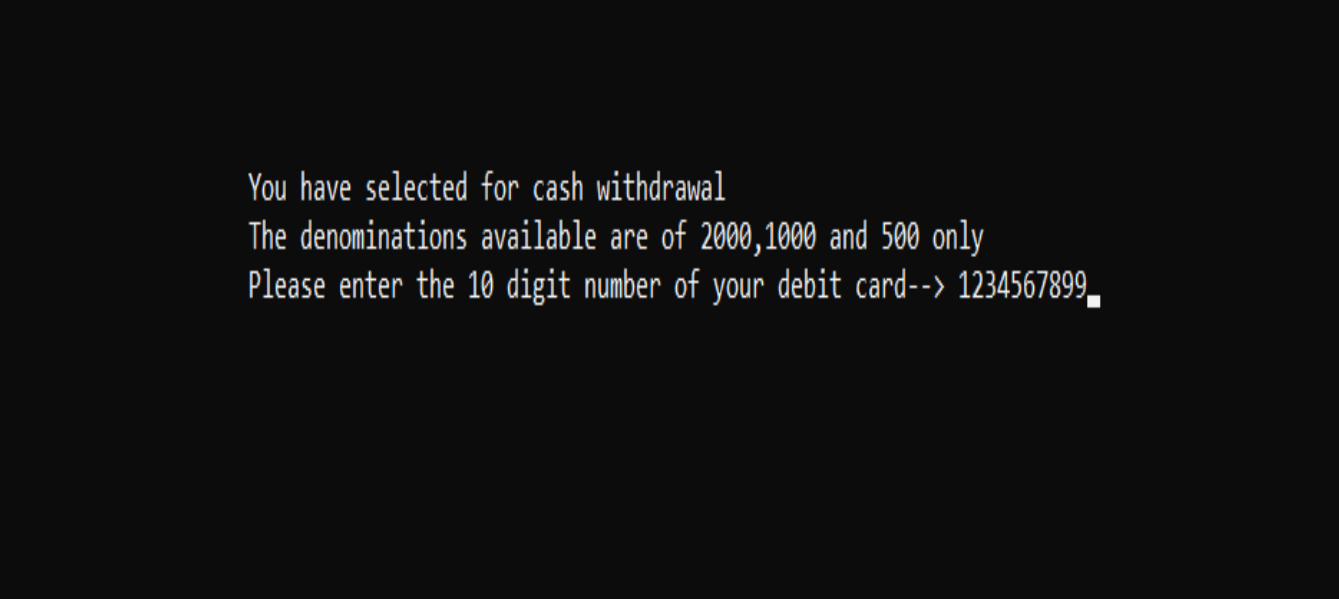 You have selected for cash withdrawal
The denominations available are of 2000,1000 and 500 only
Please enter the 10 digit number of your debit card--> 1234567899